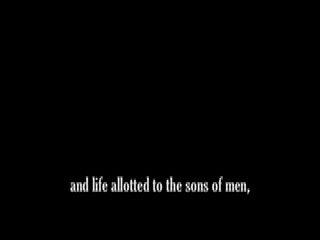 and life allotted to the sons of men,